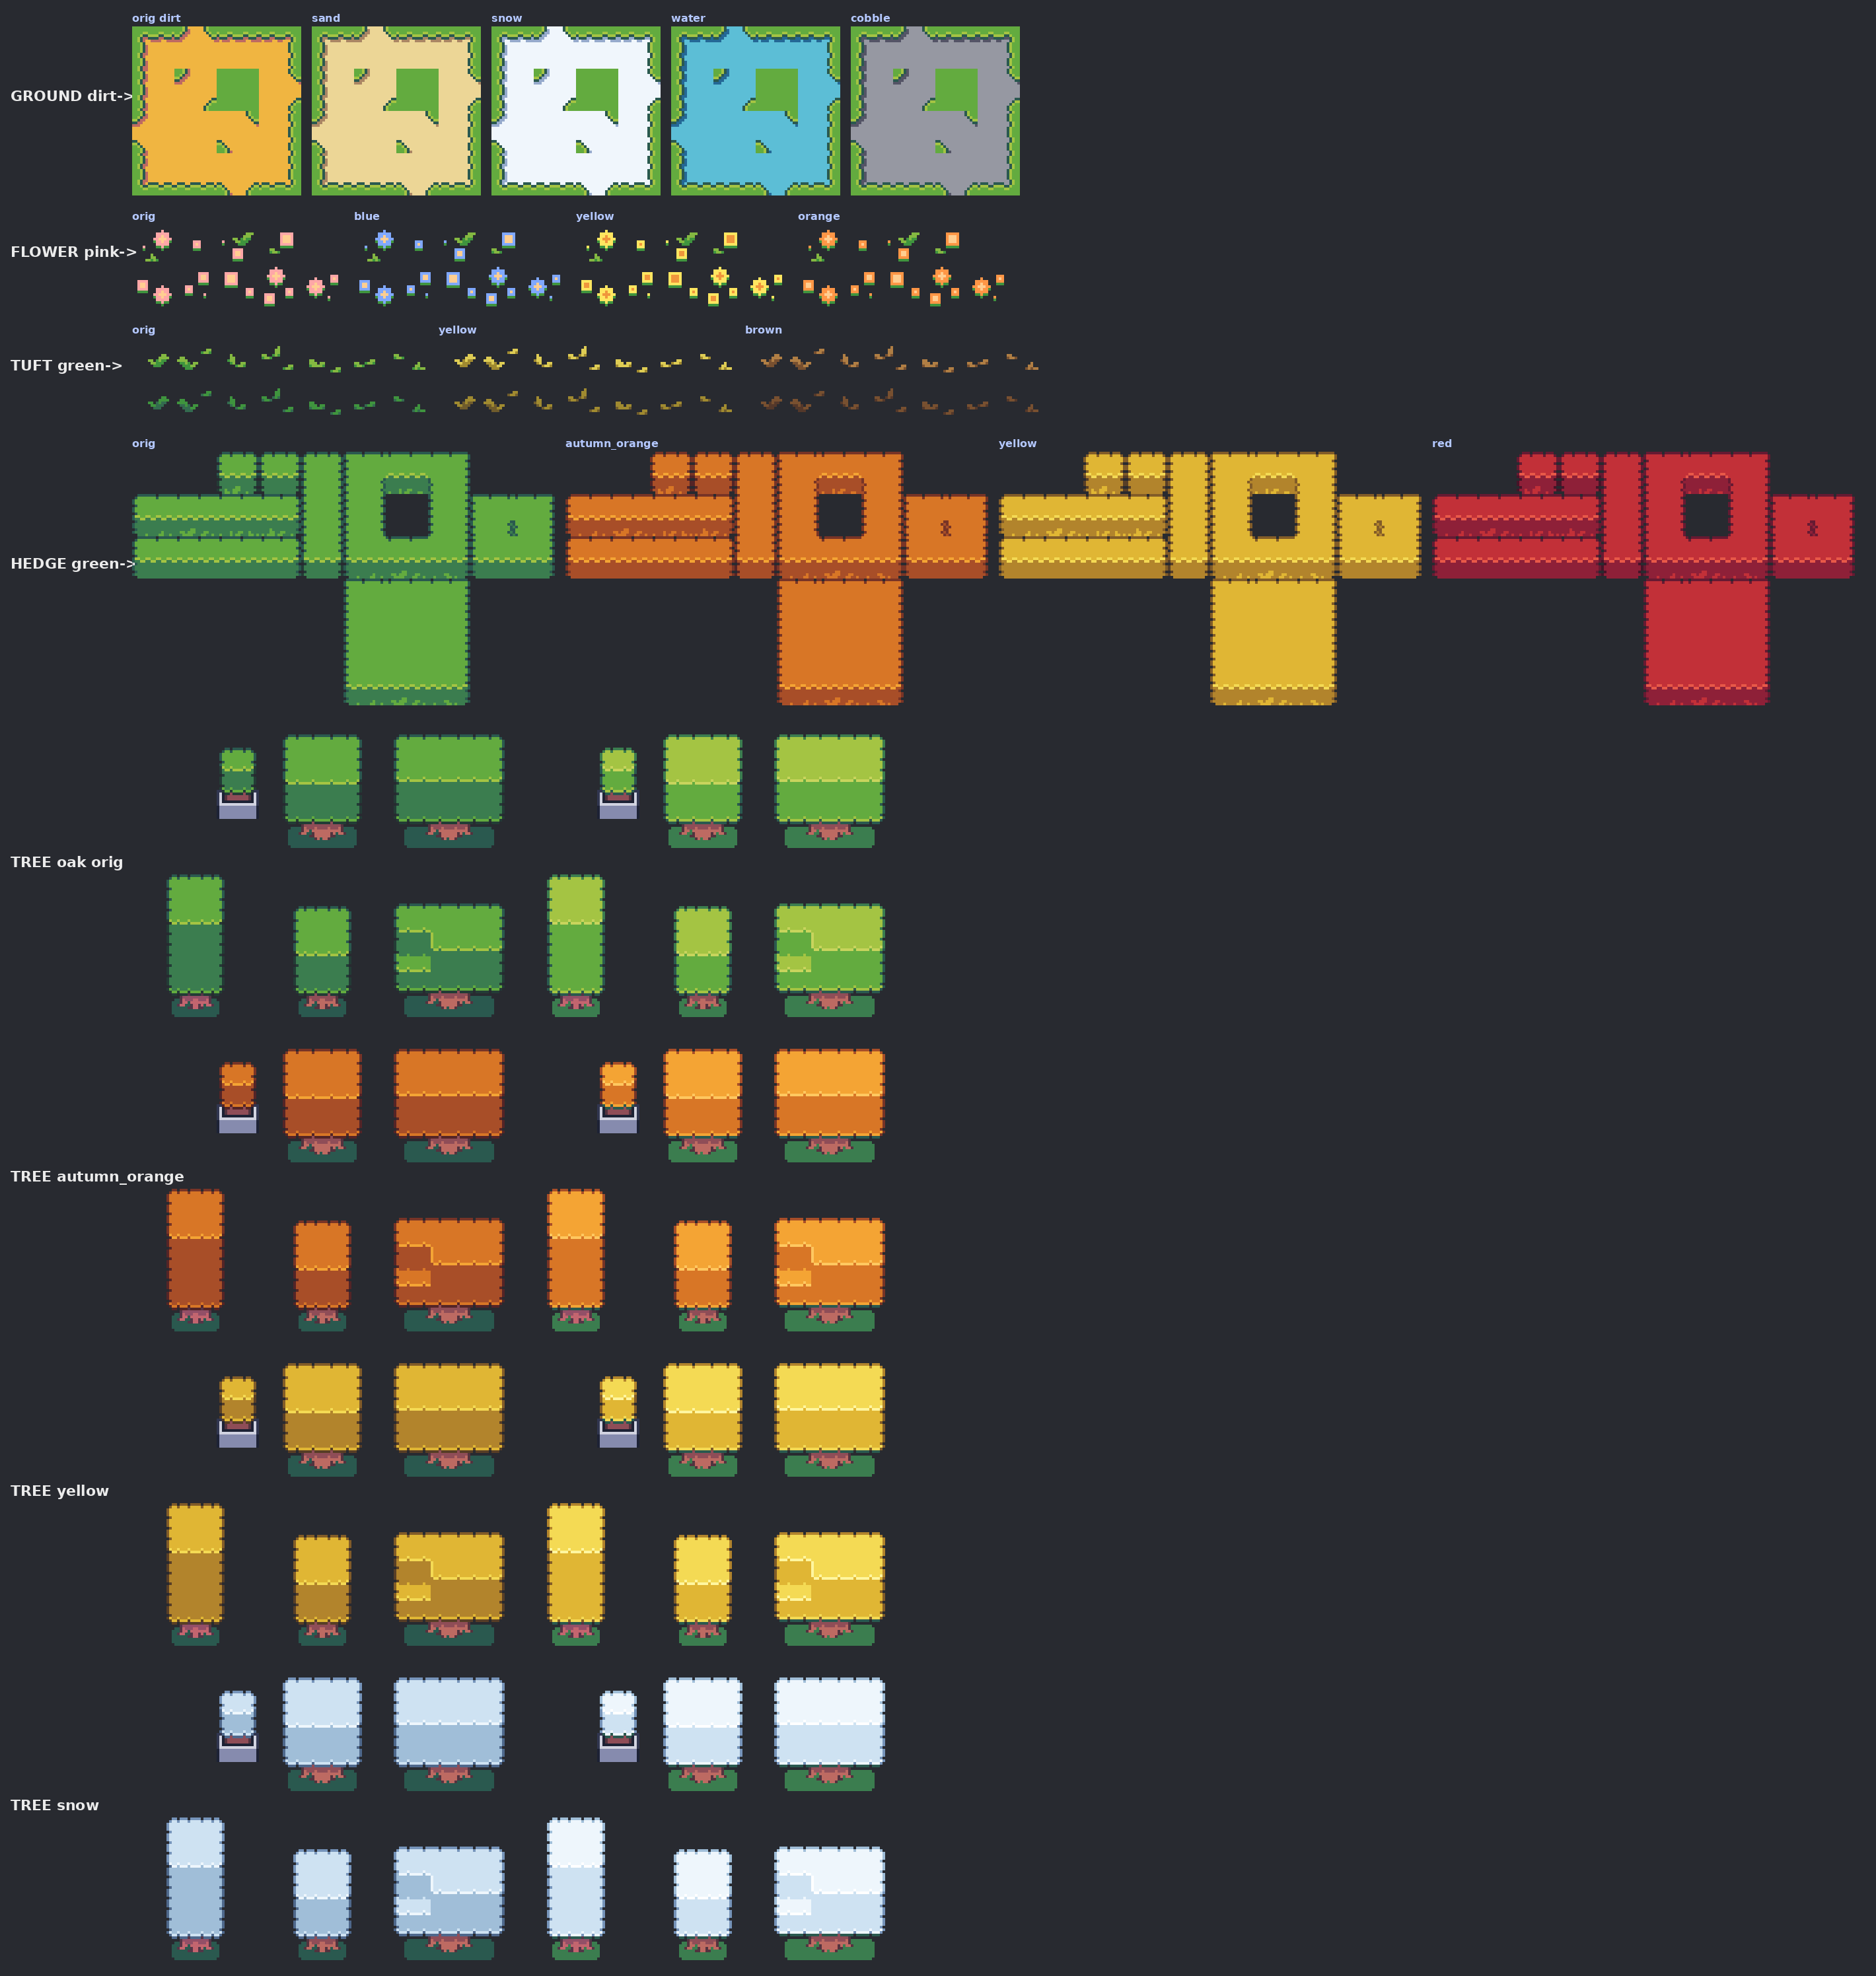 orig dirt sand snow water cobble
GROUND dirt->
orig blue yellow orange
FLOWER pink->
orig yellow brown
TUFT green->
orig autumn_orange yellow red
HEDGE green->
TREE oak orig
TREE autumn_orange
TREE yellow
TREE snow